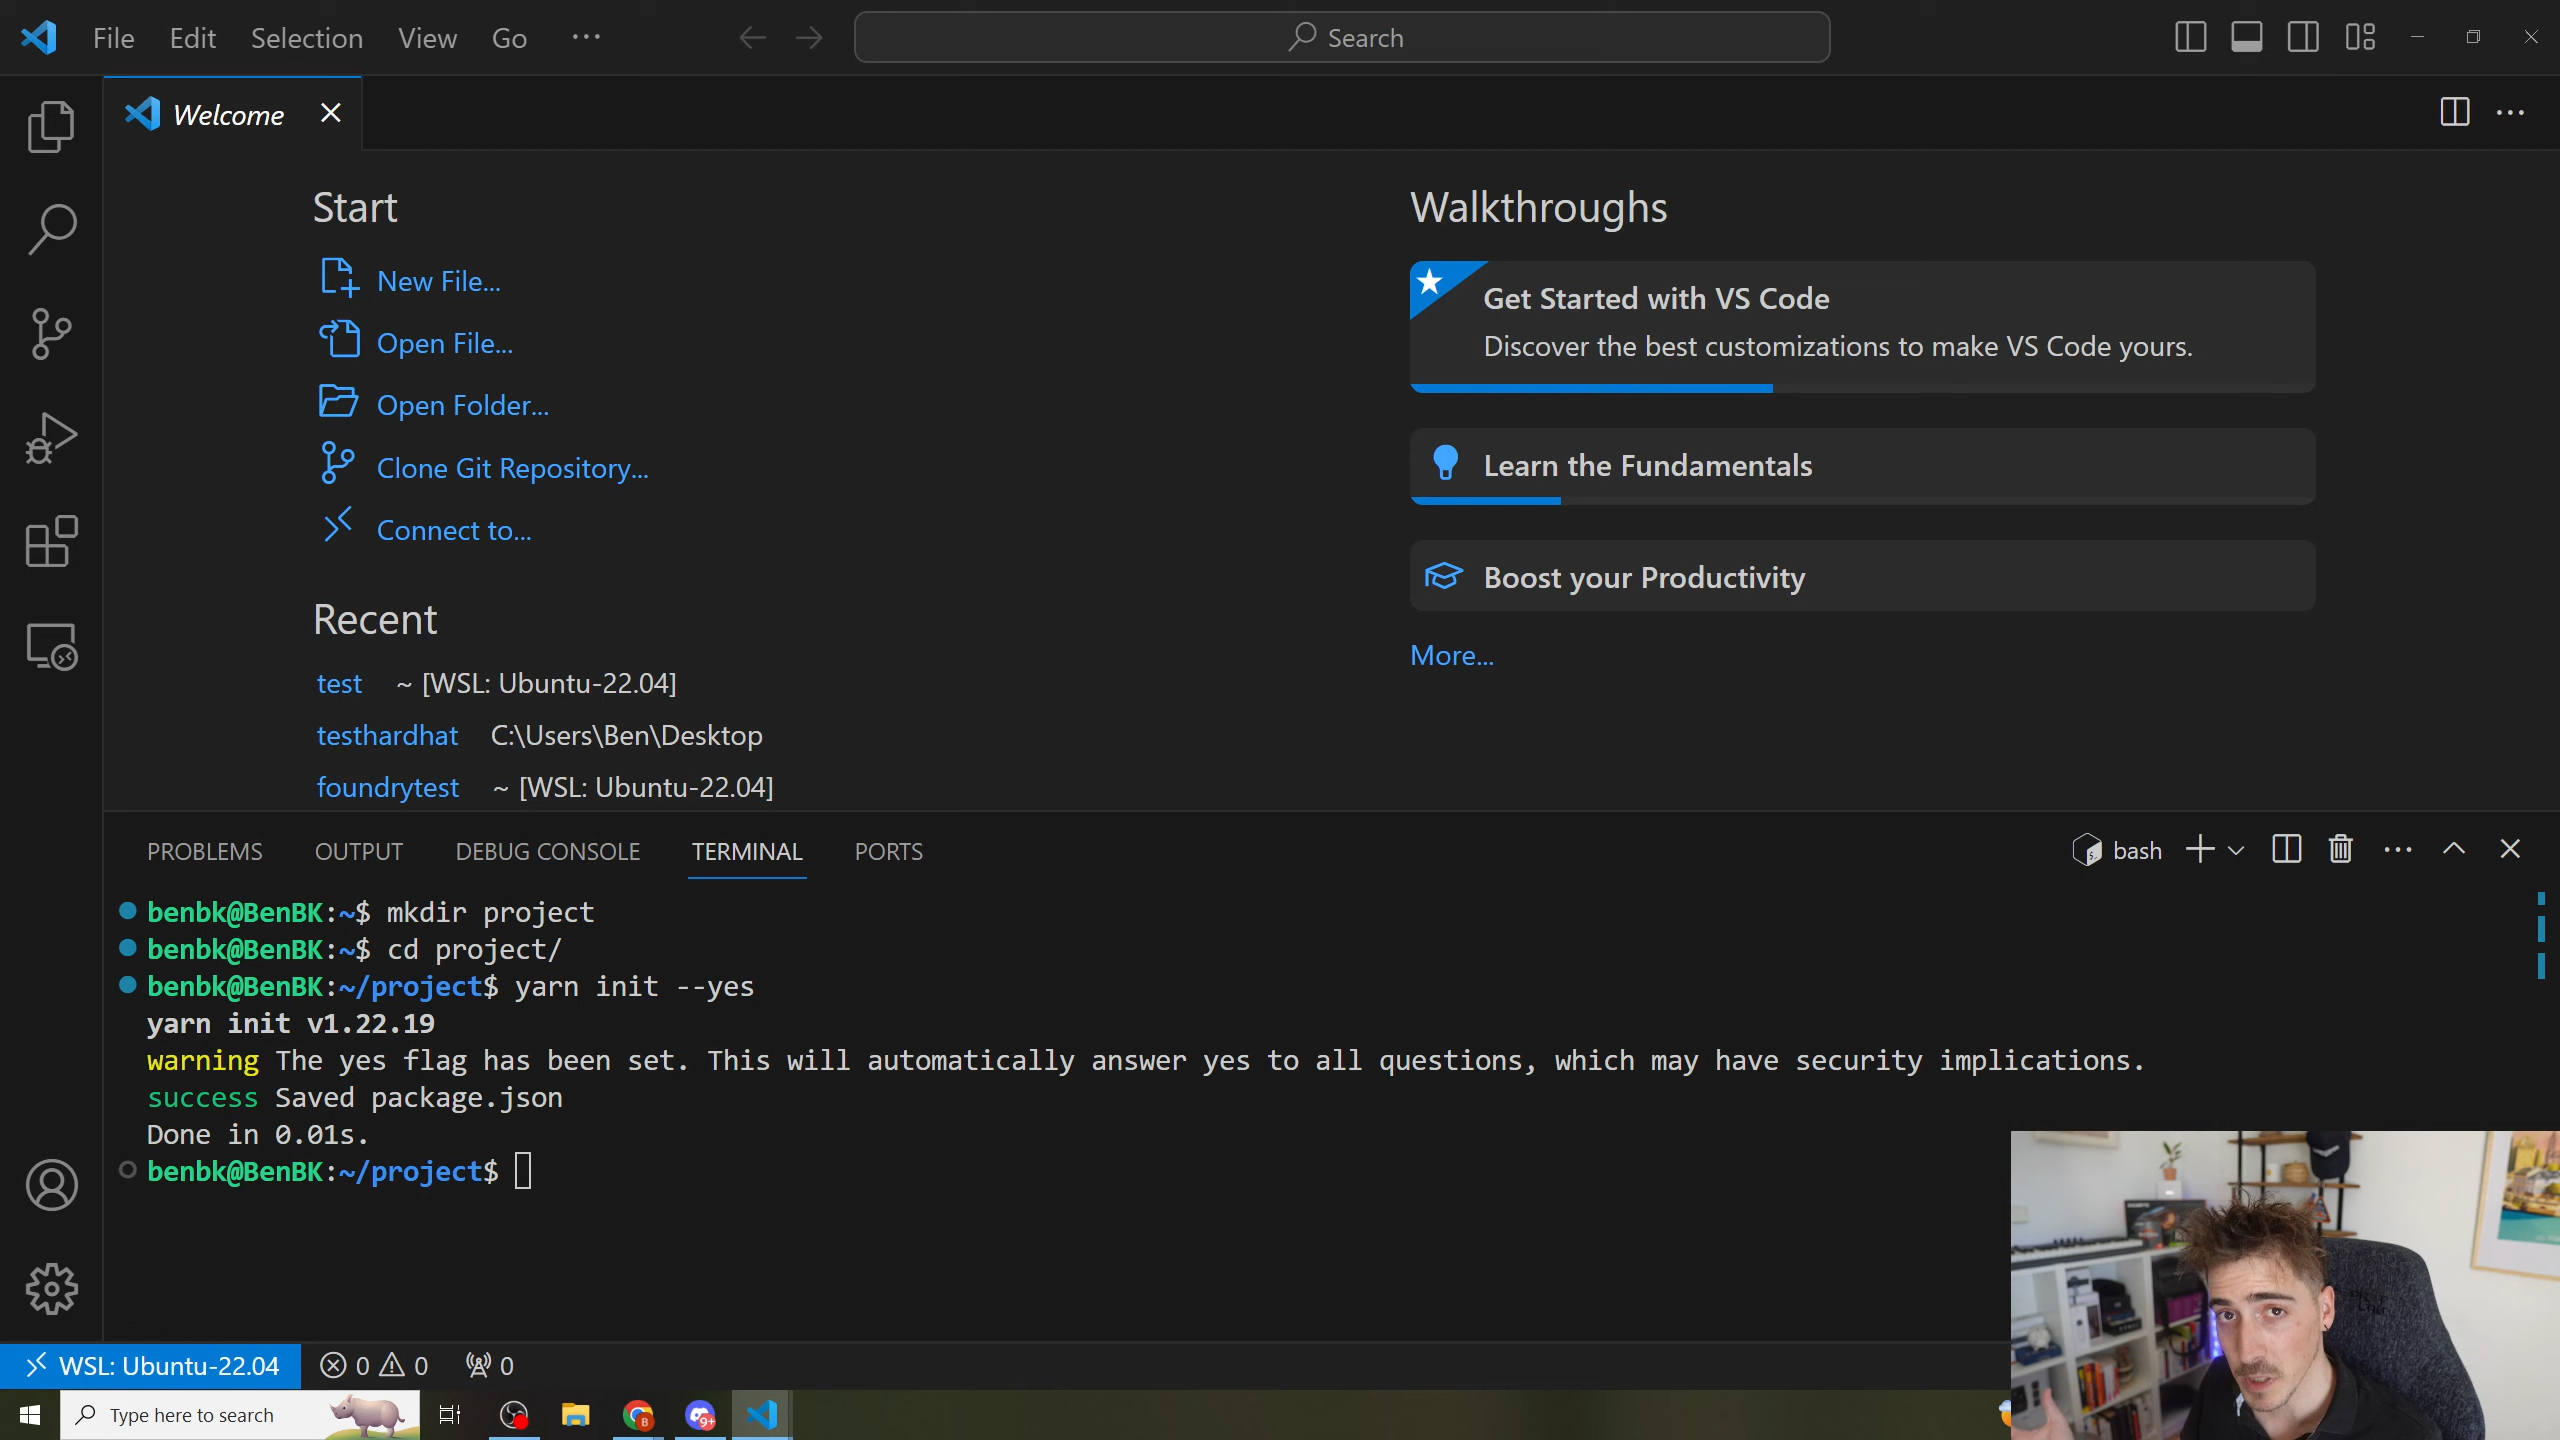 File Edit Selection View Go ··· Search
Welcome
Start
New File...
Open File...
Open Folder...
Clone Git Repository...
Connect to...
Recent
test ~ [WSL: Ubuntu-22.04]
testhardhat C:\Users\Ben\Desktop
foundrytest ~ [WSL: Ubuntu-22.04]
Walkthroughs
Get Started with VS Code
Discover the best customizations to make VS Code yours.
Learn the Fundamentals
Boost your Productivity
More...
PROBLEMS OUTPUT DEBUG CONSOLE TERMINAL PORTS bash
benbk@BenBK:~$ mkdir project
benbk@BenBK:~$ cd project/
benbk@BenBK:~/project$ yarn init --yes
yarn init v1.22.19
warning The yes flag has been set. This will automatically answer yes to all questions, which may have security implications.
success Saved package.json
Done in 0.01s.
benbk@BenBK:~/project$
WSL: Ubuntu-22.04 0 0 0
Type here to search B 9+